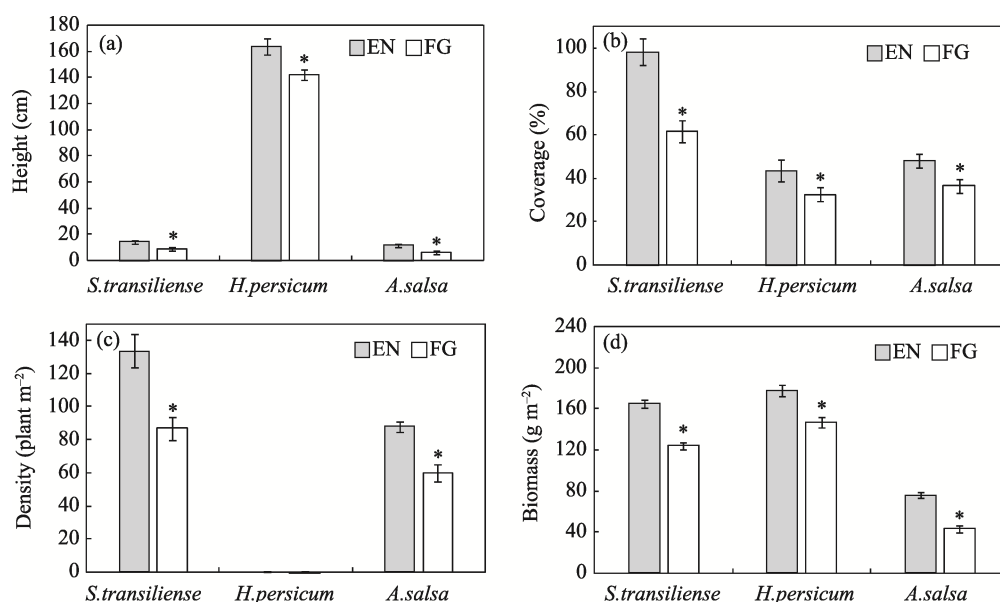 (a)
EN FG
Height (cm)
180
160
140
120
100
80
60
40
20
0
* * *
S.transiliense H.persicum A.salsa
(b)
EN FG
Coverage (%)
100
80
60
40
20
0
* * *
S.transiliense H.persicum A.salsa
(c)
EN FG
Density (plant m⁻²)
140
120
100
80
60
40
20
0
* *
S.transiliense H.persicum A.salsa
(d)
EN FG
Biomass (g m⁻²)
240
200
160
120
80
40
0
* * *
S.transiliense H.persicum A.salsa